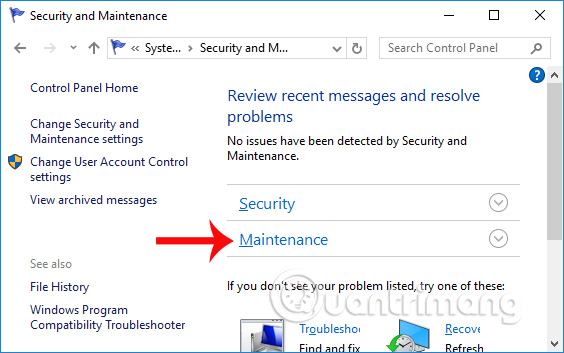 Security and Maintenance
« Syste... › Security and M...
Search Control Panel
Control Panel Home
Change Security and
Maintenance settings
Change User Account Control
settings
View archived messages
See also
File History
Windows Program
Compatibility Troubleshooter
?
Review recent messages and resolve
problems
No issues have been detected by Security and
Maintenance.
Security
Maintenance
If you don't see your problem listed, try one of these:
Quantrimang
Troubleshoo
Find and fix
Recove
Refres